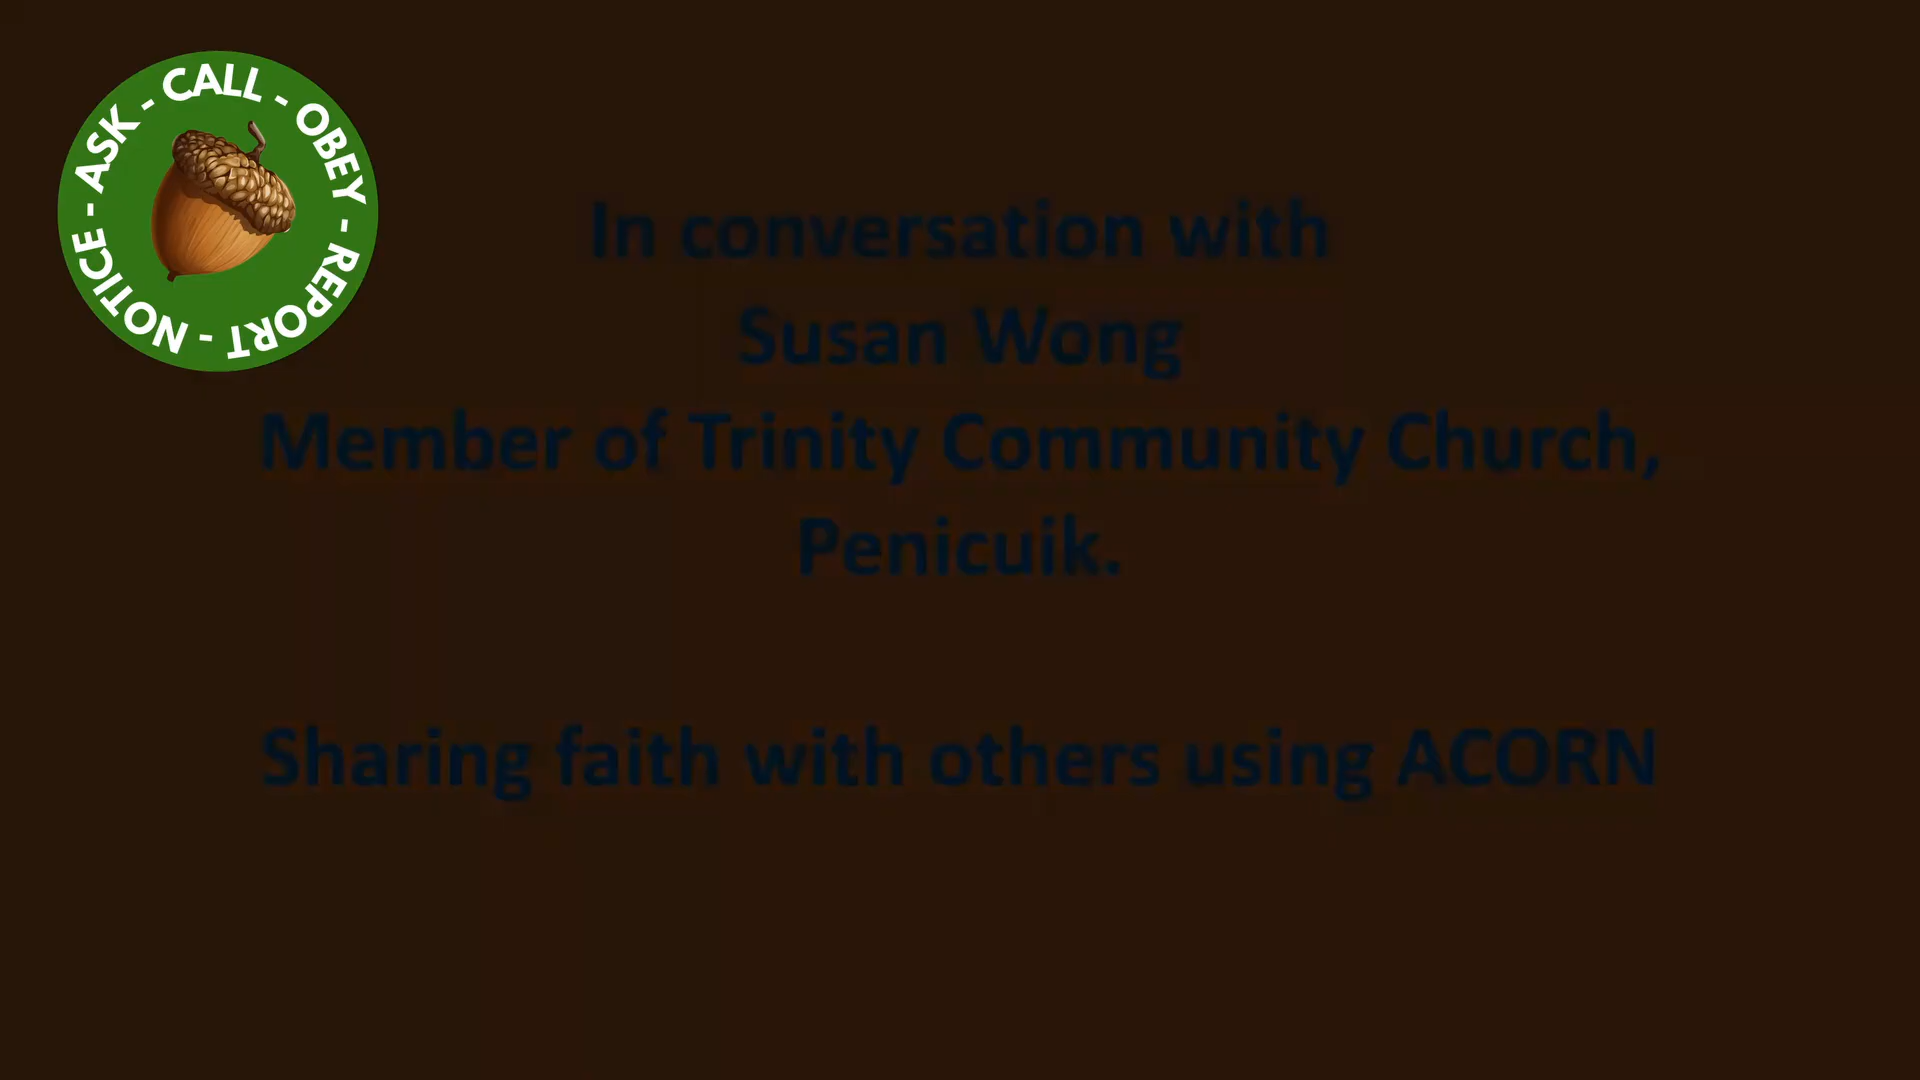 ASK - CALL - OBEY - REPORT - NOTICE -
In conversation with
Susan Wong
Member of Trinity Community Church,
Penicuik.
Sharing faith with others using ACORN